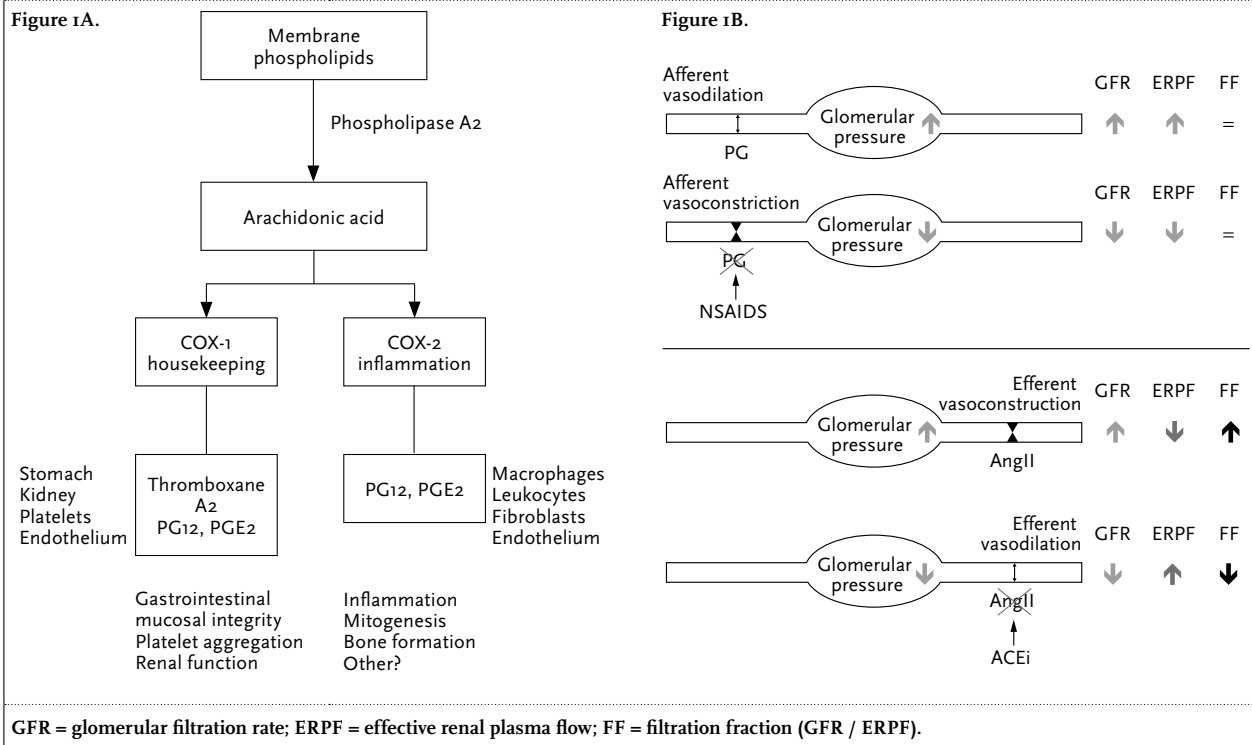 Figure 1A.
Membrane
phospholipids
Phospholipase A2
Arachidonic acid
COX-1
housekeeping
COX-2
inflammation
Stomach
Kidney
Platelets
Endothelium
Thromboxane
A2
PG12, PGE2
PG12, PGE2
Macrophages
Leukocytes
Fibroblasts
Endothelium
Gastrointestinal
mucosal integrity
Platelet aggregation
Renal function
Inflammation
Mitogenesis
Bone formation
Other?
Figure 1B.
Afferent
vasodilation
GFR ERPF FF
Glomerular
pressure
=
PG
Afferent
vasoconstriction
GFR ERPF FF
Glomerular
pressure
=
PG
NSAIDS
Efferent
vasoconstruction
GFR ERPF FF
Glomerular
pressure
AngII
Efferent
vasodilation
GFR ERPF FF
Glomerular
pressure
AngII
ACEi
GFR = glomerular filtration rate; ERPF = effective renal plasma flow; FF = filtration fraction (GFR / ERPF).